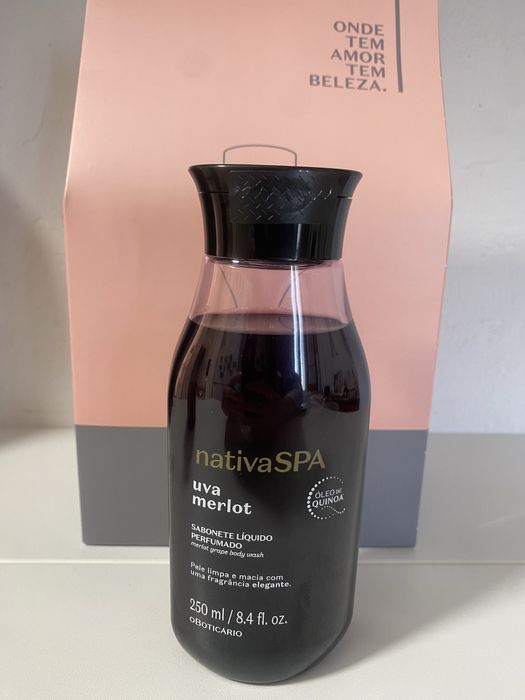 ONDE
TEM
AMOR
TEM
BELEZA.
nativaSPA
uva
merlot
ÓLEO DE
QUINOA
SABONETE LÍQUIDO
PERFUMADO
merlot grape body wash
Pele limpa e macia com
uma fragrância elegante.
250 ml / 8.4 fl. oz.
oBOTICÁRIO